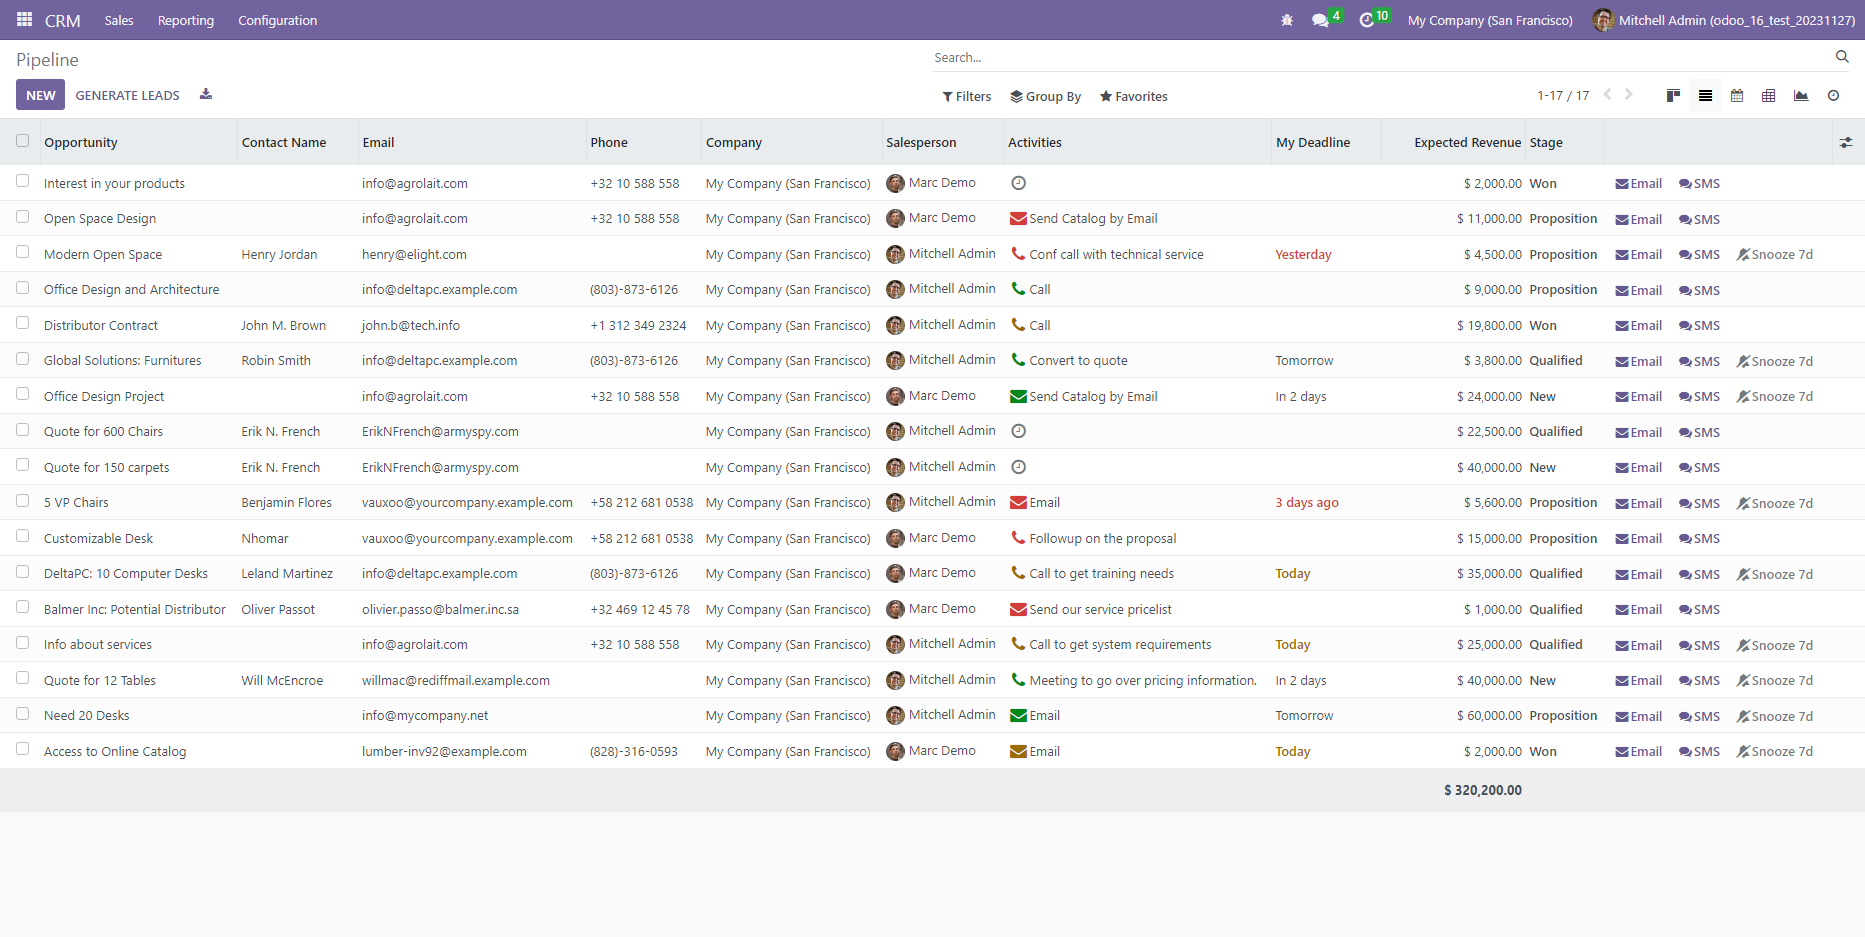 CRM Sales Reporting Configuration 4 10 My Company (San Francisco) Mitchell Admin (odoo_16_test_20231127)
Pipeline Search...
NEW GENERATE LEADS Filters Group By Favorites 1-17 / 17
Opportunity Contact Name Email Phone Company Salesperson Activities My Deadline Expected Revenue Stage
Interest in your products info@agrolait.com +32 10 588 558 My Company (San Francisco) Marc Demo $ 2,000.00 Won Email SMS
Open Space Design info@agrolait.com +32 10 588 558 My Company (San Francisco) Marc Demo Send Catalog by Email $ 11,000.00 Proposition Email SMS
Modern Open Space Henry Jordan henry@elight.com My Company (San Francisco) Mitchell Admin Conf call with technical service Yesterday $ 4,500.00 Proposition Email SMS Snooze 7d
Office Design and Architecture info@deltapc.example.com (803)-873-6126 My Company (San Francisco) Mitchell Admin Call $ 9,000.00 Proposition Email SMS
Distributor Contract John M. Brown john.b@tech.info +1 312 349 2324 My Company (San Francisco) Mitchell Admin Call $ 19,800.00 Won Email SMS
Global Solutions: Furnitures Robin Smith info@deltapc.example.com (803)-873-6126 My Company (San Francisco) Mitchell Admin Convert to quote Tomorrow $ 3,800.00 Qualified Email SMS Snooze 7d
Office Design Project info@agrolait.com +32 10 588 558 My Company (San Francisco) Marc Demo Send Catalog by Email In 2 days $ 24,000.00 New Email SMS Snooze 7d
Quote for 600 Chairs Erik N. French ErikNFrench@armyspy.com My Company (San Francisco) Mitchell Admin $ 22,500.00 Qualified Email SMS
Quote for 150 carpets Erik N. French ErikNFrench@armyspy.com My Company (San Francisco) Mitchell Admin $ 40,000.00 New Email SMS
5 VP Chairs Benjamin Flores vauxoo@yourcompany.example.com +58 212 681 0538 My Company (San Francisco) Mitchell Admin Email 3 days ago $ 5,600.00 Proposition Email SMS Snooze 7d
Customizable Desk Nhomar vauxoo@yourcompany.example.com +58 212 681 0538 My Company (San Francisco) Marc Demo Followup on the proposal $ 15,000.00 Proposition Email SMS
DeltaPC: 10 Computer Desks Leland Martinez info@deltapc.example.com (803)-873-6126 My Company (San Francisco) Marc Demo Call to get training needs Today $ 35,000.00 Qualified Email SMS Snooze 7d
Balmer Inc: Potential Distributor Oliver Passot olivier.passo@balmer.inc.sa +32 469 12 45 78 My Company (San Francisco) Marc Demo Send our service pricelist $ 1,000.00 Qualified Email SMS
Info about services info@agrolait.com +32 10 588 558 My Company (San Francisco) Mitchell Admin Call to get system requirements Today $ 25,000.00 Qualified Email SMS Snooze 7d
Quote for 12 Tables Will McEncroe willmac@rediffmail.example.com My Company (San Francisco) Mitchell Admin Meeting to go over pricing information. In 2 days $ 40,000.00 New Email SMS Snooze 7d
Need 20 Desks info@mycompany.net My Company (San Francisco) Mitchell Admin Email Tomorrow $ 60,000.00 Proposition Email SMS Snooze 7d
Access to Online Catalog lumber-inv92@example.com (828)-316-0593 My Company (San Francisco) Marc Demo Email Today $ 2,000.00 Won Email SMS Snooze 7d
$ 320,200.00